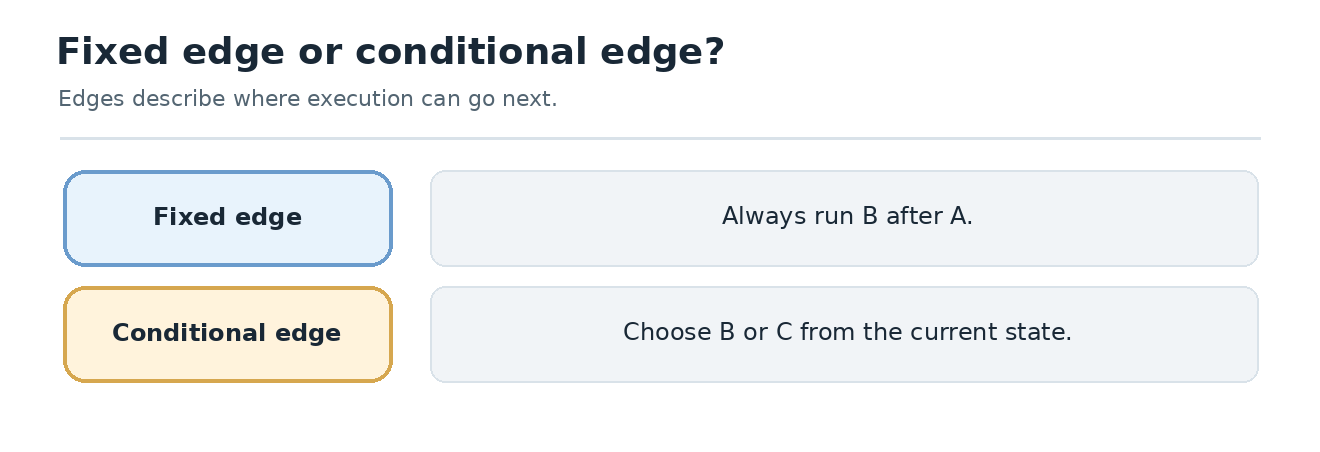 Fixed edge or conditional edge?
Edges describe where execution can go next.
Fixed edge
Always run B after A.
Conditional edge
Choose B or C from the current state.